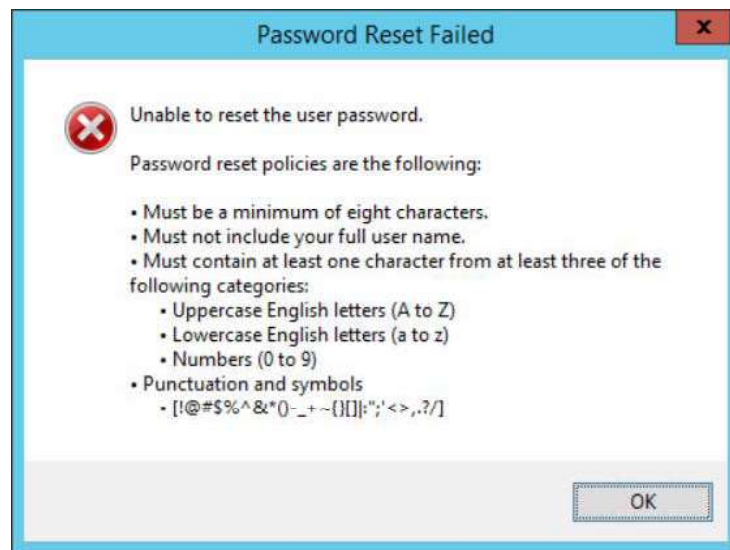 Password Reset Failed
x
Unable to reset the user password.
Password reset policies are the following:
• Must be a minimum of eight characters.
• Must not include your full user name.
• Must contain at least one character from at least three of the
following categories:
• Uppercase English letters (A to Z)
• Lowercase English letters (a to z)
• Numbers (0 to 9)
• Punctuation and symbols
- [!@#$%^&*()-_+ ~{}[]|:";'<>,.?/]
OK